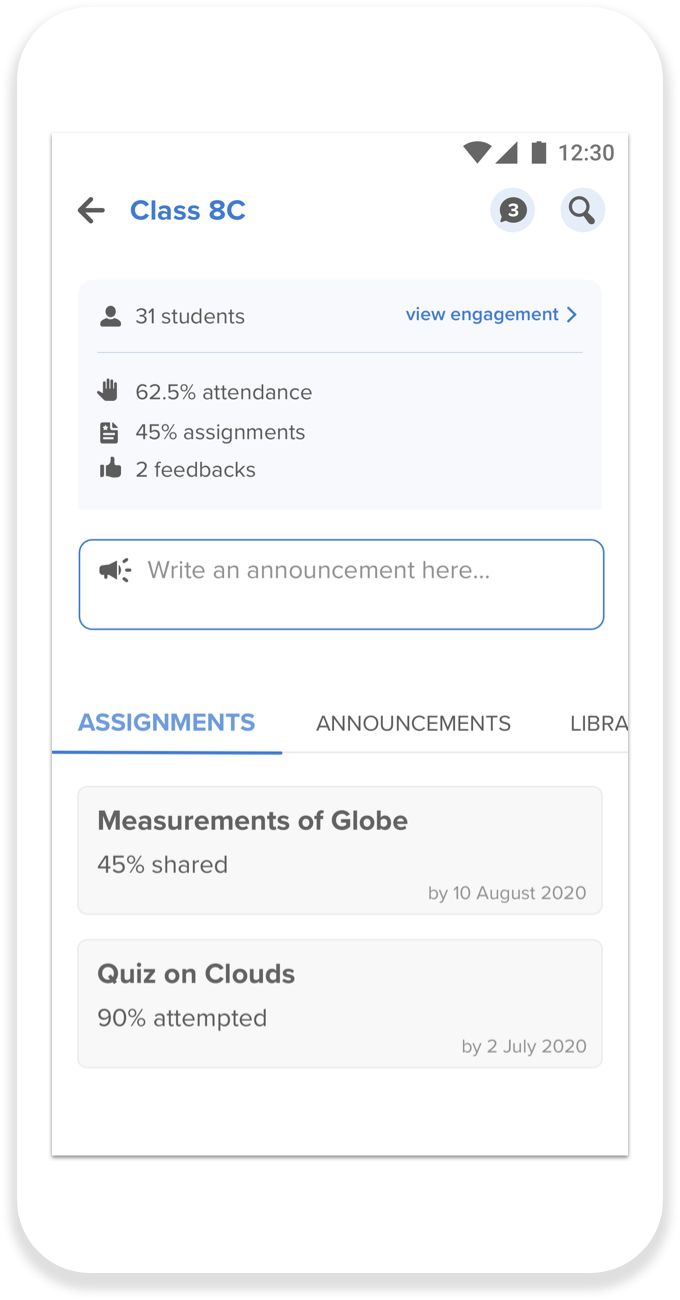 12:30
Class 8C
3
31 students
view engagement
62.5% attendance
45% assignments
2 feedbacks
Write an announcement here...
ASSIGNMENTS ANNOUNCEMENTS LIBRA
Measurements of Globe
45% shared
by 10 August 2020
Quiz on Clouds
90% attempted
by 2 July 2020